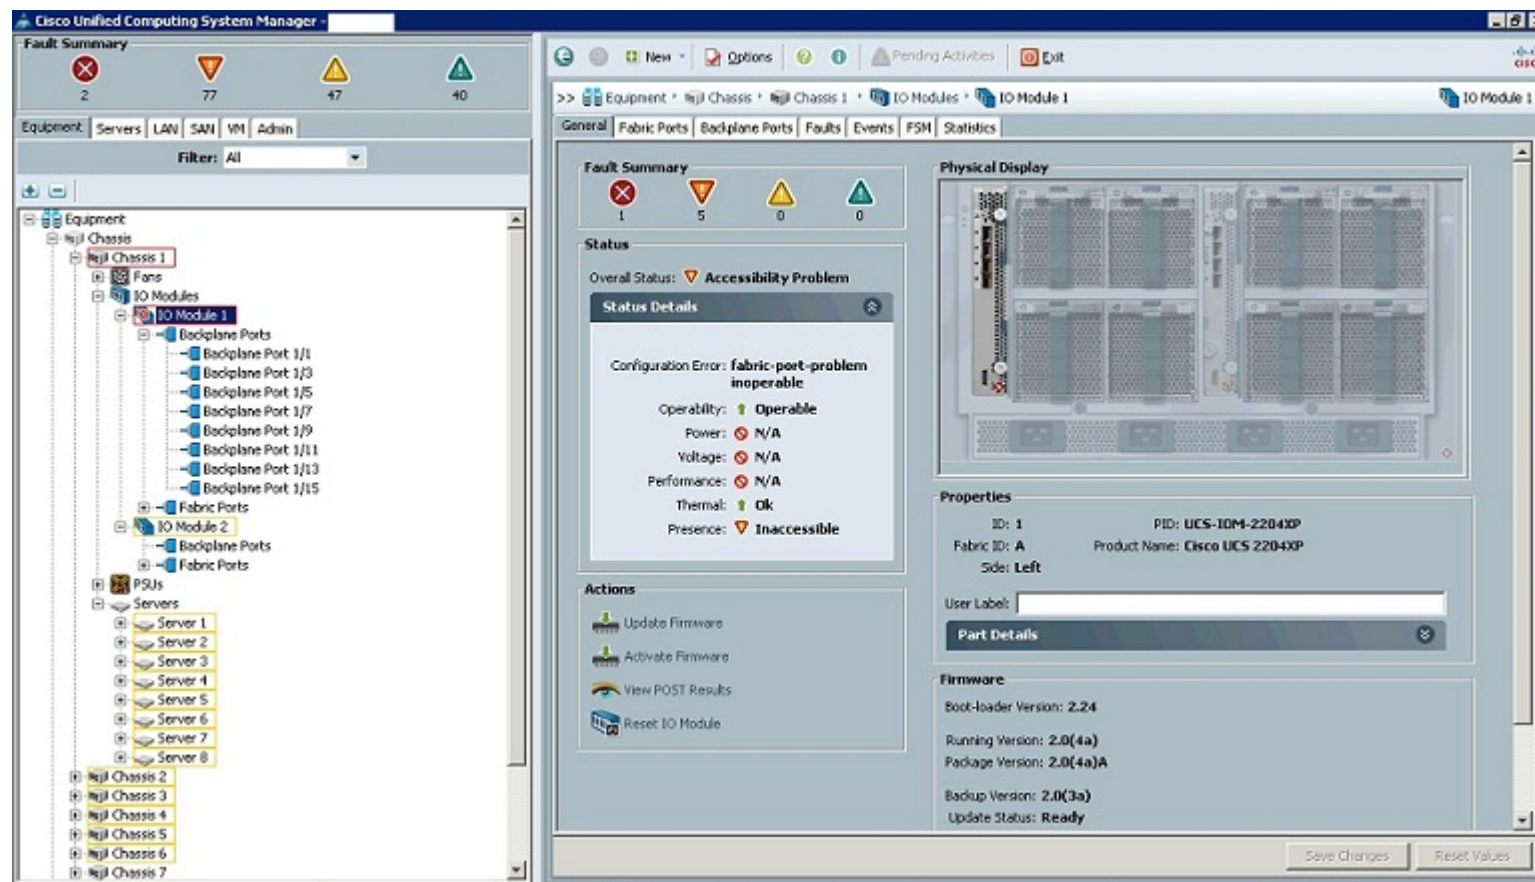 Cisco Unified Computing System Manager -
Fault Summary
2 77 47 40
Equipment Servers LAN SAN VM Admin
Filter: All
Equipment
Chassis
Chassis 1
Fans
IO Modules
IO Module 1
Backplane Ports
Backplane Port 1/1
Backplane Port 1/3
Backplane Port 1/5
Backplane Port 1/7
Backplane Port 1/9
Backplane Port 1/11
Backplane Port 1/13
Backplane Port 1/15
Fabric Ports
IO Module 2
Backplane Ports
Fabric Ports
PSUs
Servers
Server 1
Server 2
Server 3
Server 4
Server 5
Server 6
Server 7
Server 8
Chassis 2
Chassis 3
Chassis 4
Chassis 5
Chassis 6
Chassis 7
New Options Pending Activities Exit
>> Equipment Chassis Chassis 1 IO Modules IO Module 1 IO Module 1
General Fabric Ports Backplane Ports Faults Events FSM Statistics
Fault Summary
1 5 0 0
Status
Overall Status: Accessibility Problem
Status Details
Configuration Error: fabric-port-problem
inoperable
Operability: Operable
Power: N/A
Voltage: N/A
Performance: N/A
Thermal: Ok
Presence: Inaccessible
Actions
Update Firmware
Activate Firmware
View POST Results
Reset IO Module
Physical Display
Properties
ID: 1 PID: UCS-IOM-2204XP
Fabric ID: A Product Name: Cisco UCS 2204XP
Side: Left
User Label:
Part Details
Firmware
Boot-loader Version: 2.24
Running Version: 2.0(4a)
Package Version: 2.0(4a)A
Backup Version: 2.0(3a)
Update Status: Ready
Save Changes Reset Values